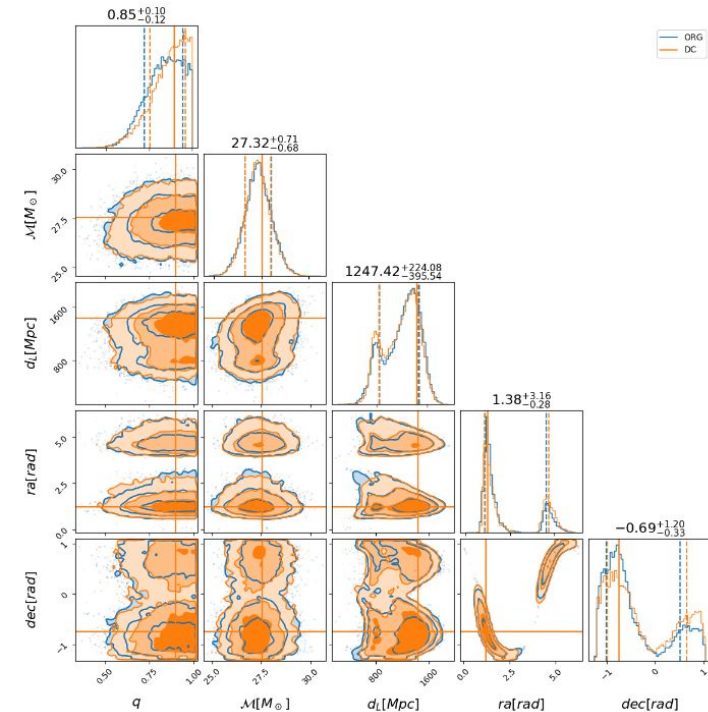 0.85+0.10−0.12
ORG
DC
27.32+0.71−0.68
ℳ[M⊙]
30.0
27.5
25.0
1247.42+224.08−395.54
d_L[Mpc]
1600
800
1.38+3.16−0.28
ra[rad]
5.0
2.5
0.0
−0.69+1.20−0.33
dec[rad]
1
0
−1
0.50 0.75 1.00 25.0 27.5 30.0 800 1600 0.0 2.5 5.0 −1 0 1
q ℳ[M⊙] d_L[Mpc] ra[rad] dec[rad]